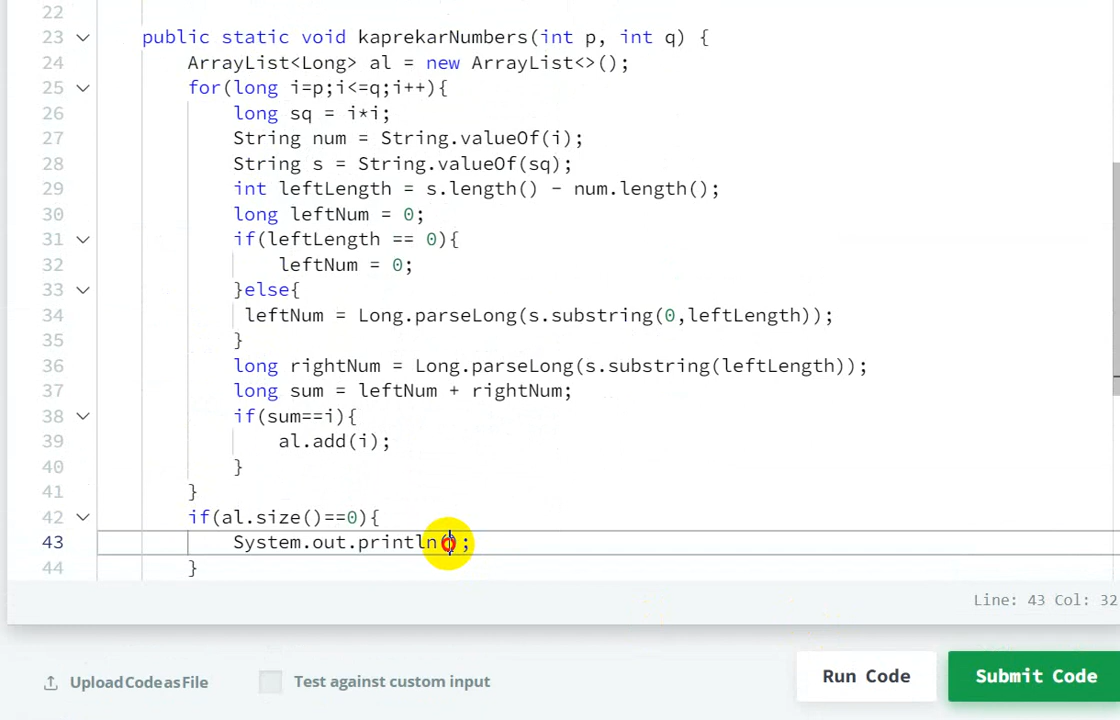 22
23 public static void kaprekarNumbers(int p, int q) {
24 ArrayList<Long> al = new ArrayList<>();
25 for(long i=p;i<=q;i++){
26 long sq = i*i;
27 String num = String.valueOf(i);
28 String s = String.valueOf(sq);
29 int leftLength = s.length() - num.length();
30 long leftNum = 0;
31 if(leftLength == 0){
32 leftNum = 0;
33 }else{
34 leftNum = Long.parseLong(s.substring(0,leftLength));
35 }
36 long rightNum = Long.parseLong(s.substring(leftLength));
37 long sum = leftNum + rightNum;
38 if(sum==i){
39 al.add(i);
40 }
41 }
42 if(al.size()==0){
43 System.out.println();
44 }
Line: 43 Col: 32
Upload Code as File
Test against custom input
Run Code
Submit Code